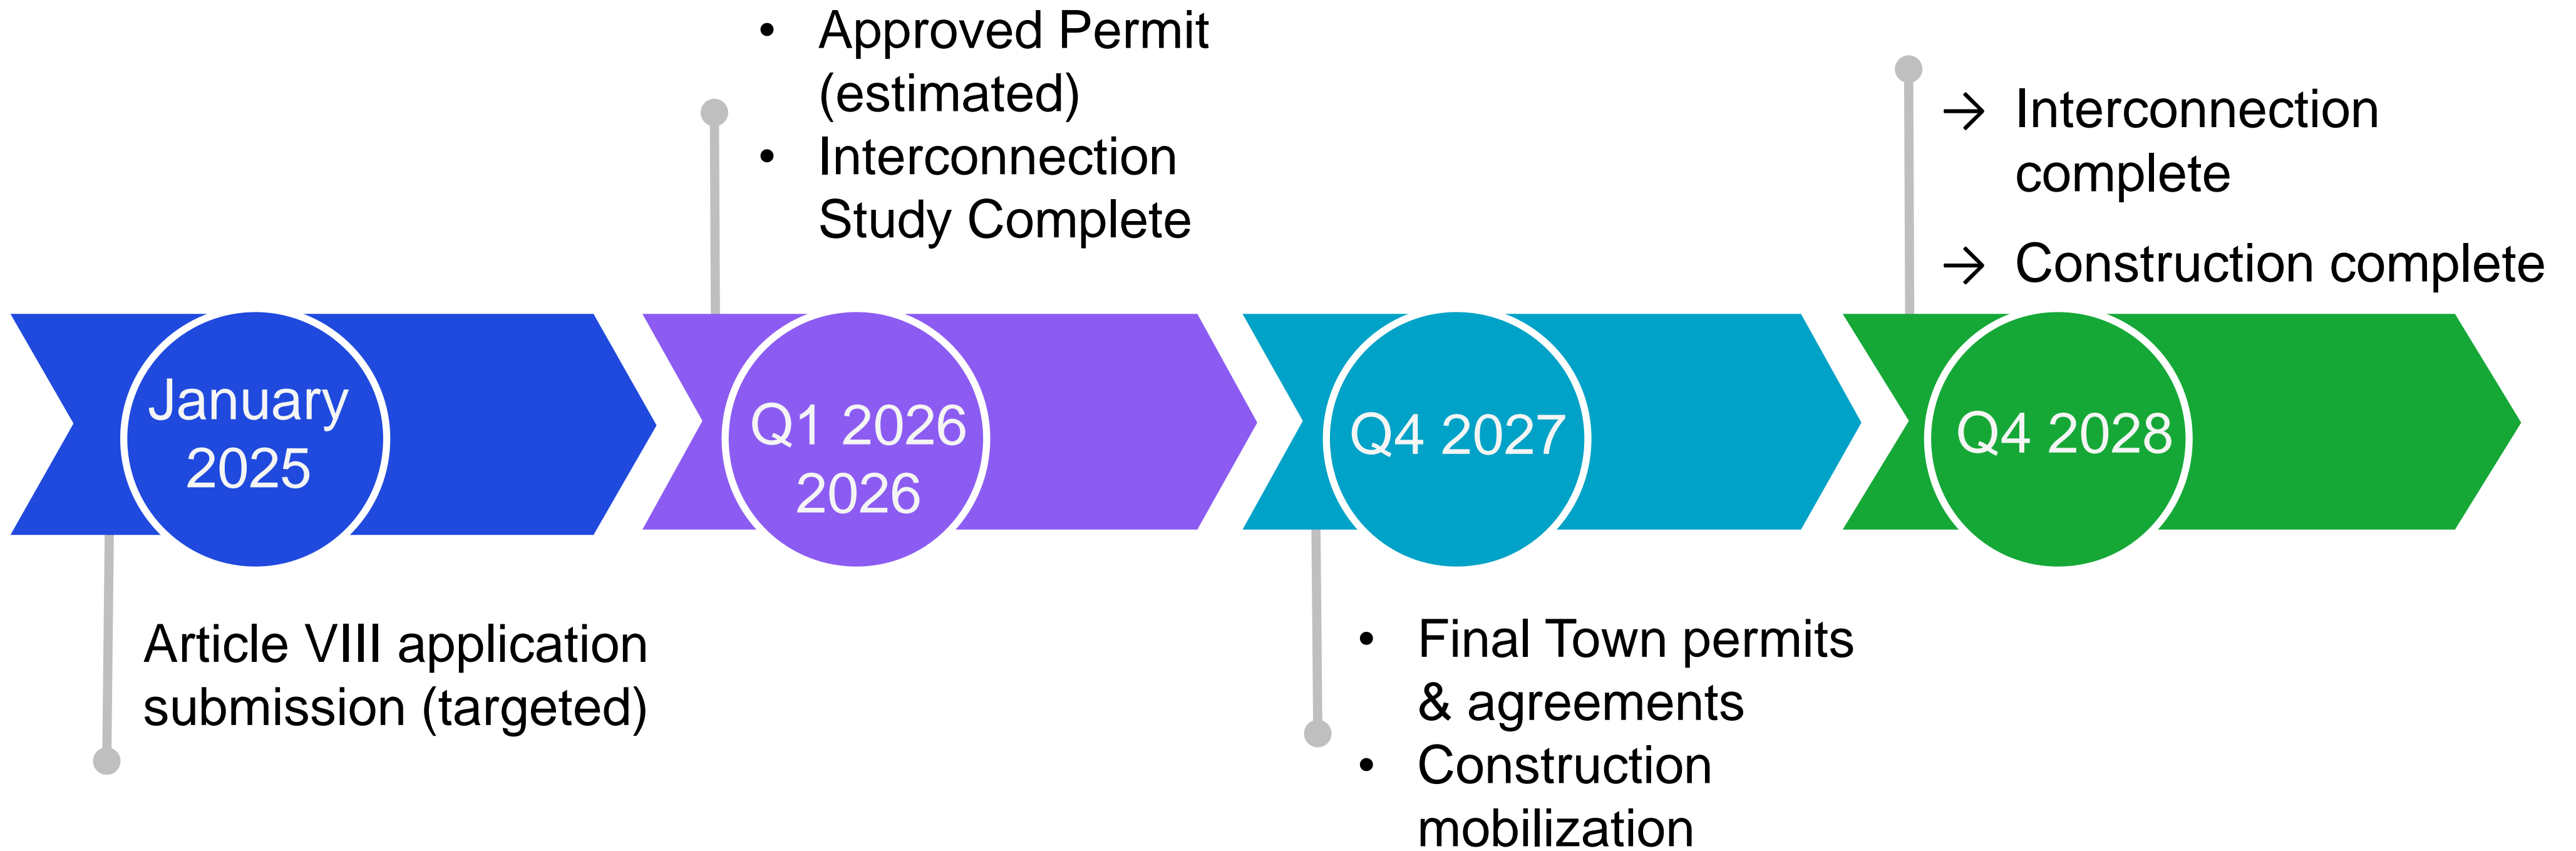 • Approved Permit
(estimated)
• Interconnection
Study Complete
→ Interconnection
complete
→ Construction complete
January
2025
Q1 2026
2026
Q4 2027
Q4 2028
Article VIII application
submission (targeted)
• Final Town permits
& agreements
• Construction
mobilization